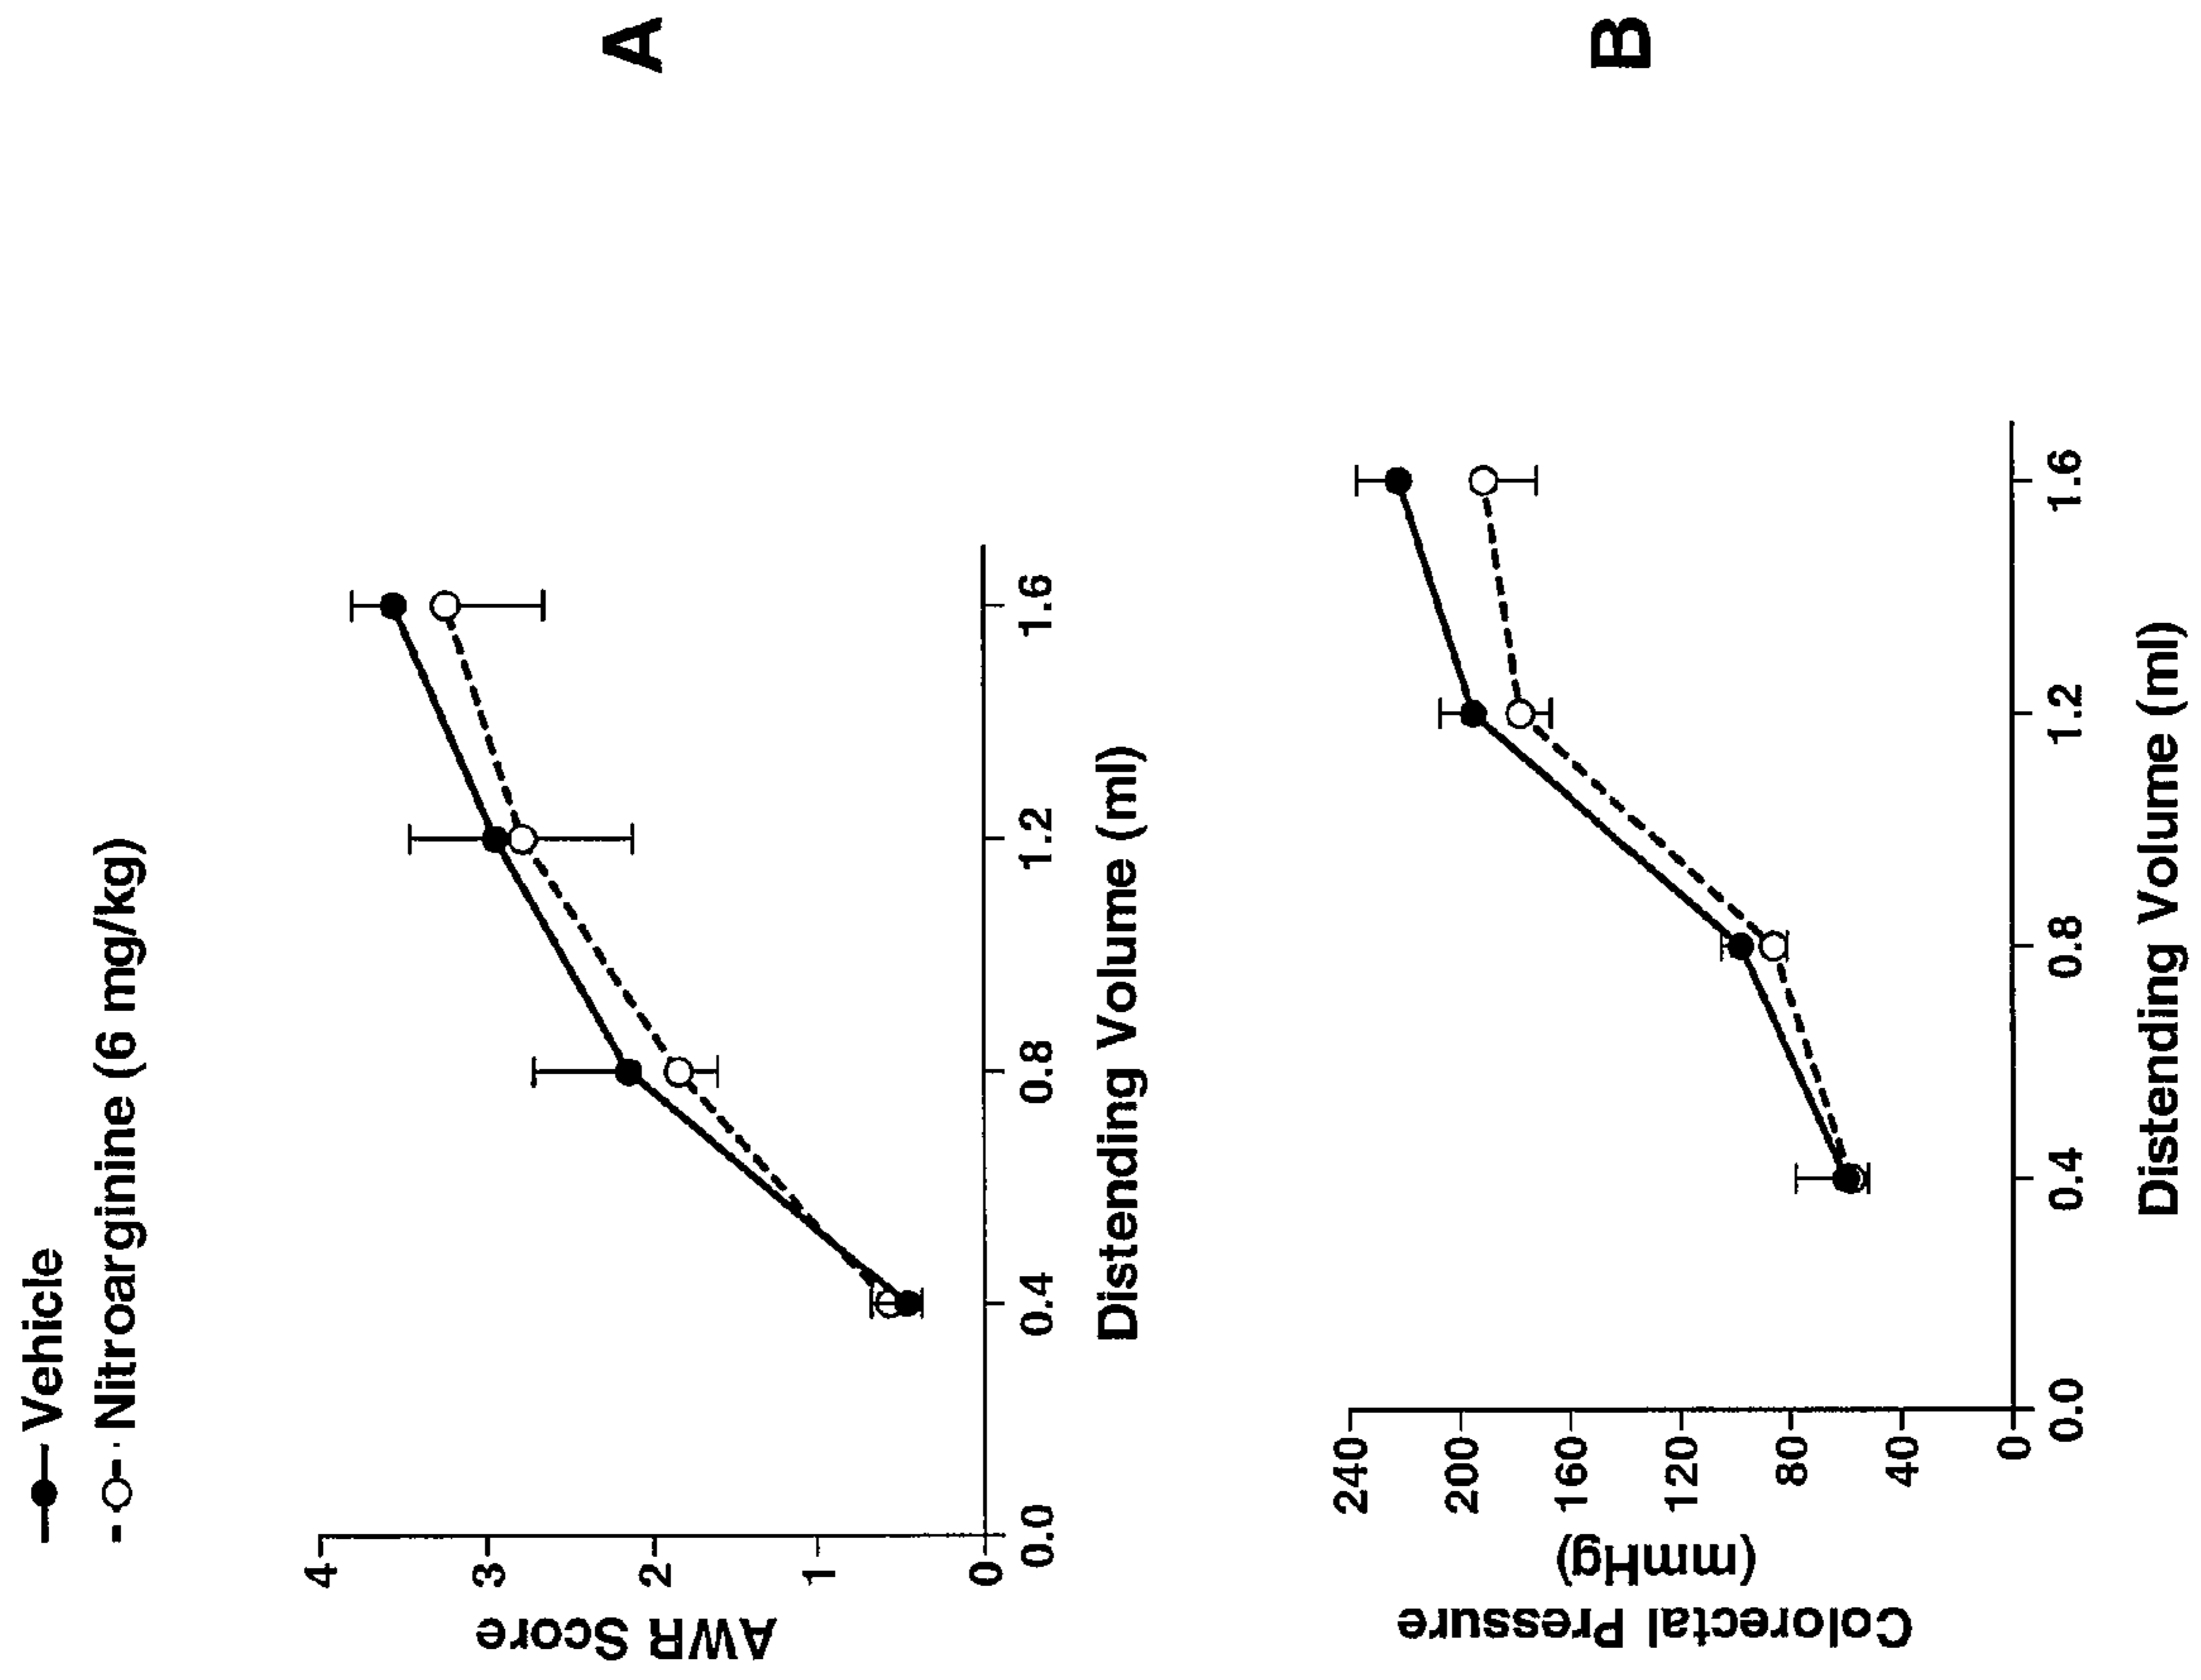 Vehicle
Nitroarginine (6 mg/kg)
A
AWR Score
4
3
2
1
0
0.0
0.4
0.8
1.2
1.6
Distending Volume (ml)
B
Colorectal Pressure
(mmHg)
240
200
160
120
80
40
0
0.0
0.4
0.8
1.2
1.6
Distending Volume (ml)